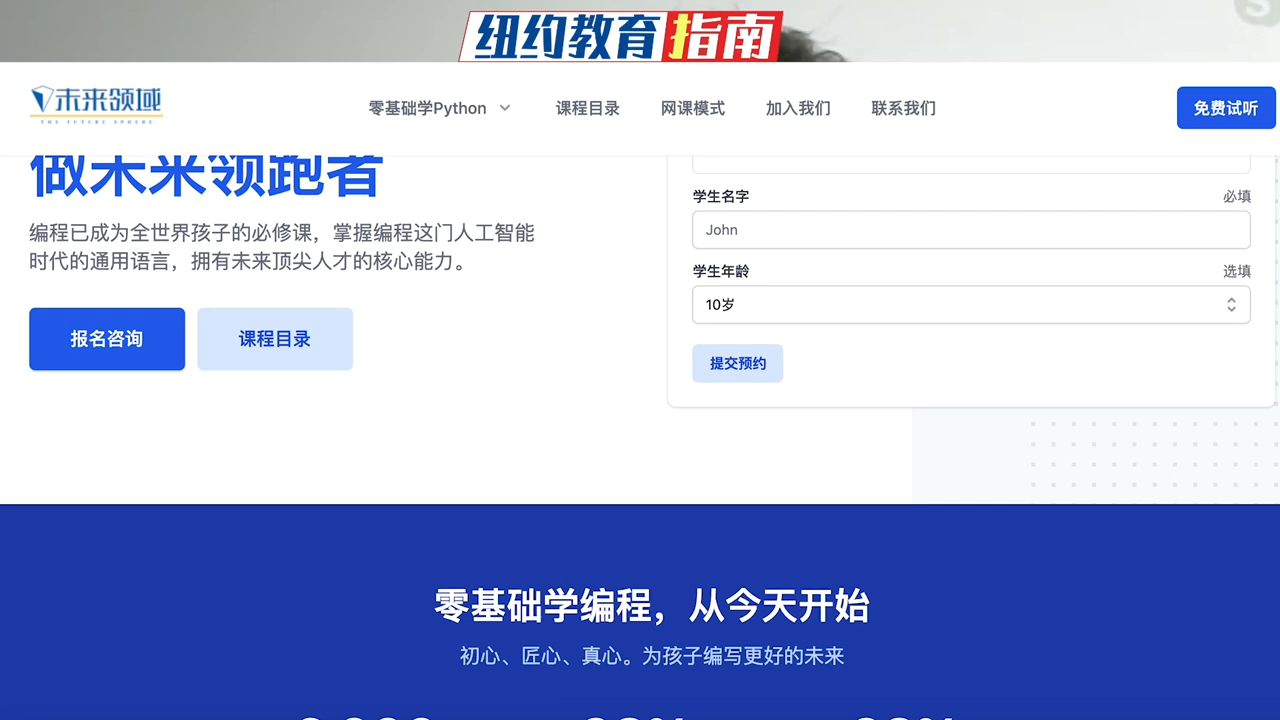 纽约教育指南
未来领域
THE FUTURE SPHERE
零基础学Python
课程目录
网课模式
加入我们
联系我们
免费试听
做未来领跑者
编程已成为全世界孩子的必修课，掌握编程这门人工智能
时代的通用语言，拥有未来顶尖人才的核心能力。
报名咨询
课程目录
学生名字
必填
John
学生年龄
选填
10岁
提交预约
零基础学编程，从今天开始
初心、匠心、真心。为孩子编写更好的未来